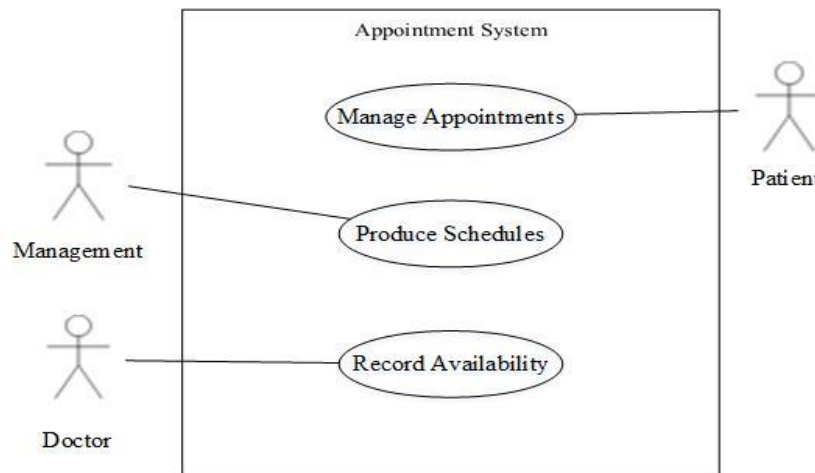 Appointment System
Manage Appointments
Patient
Produce Schedules
Management
Record Availability
Doctor